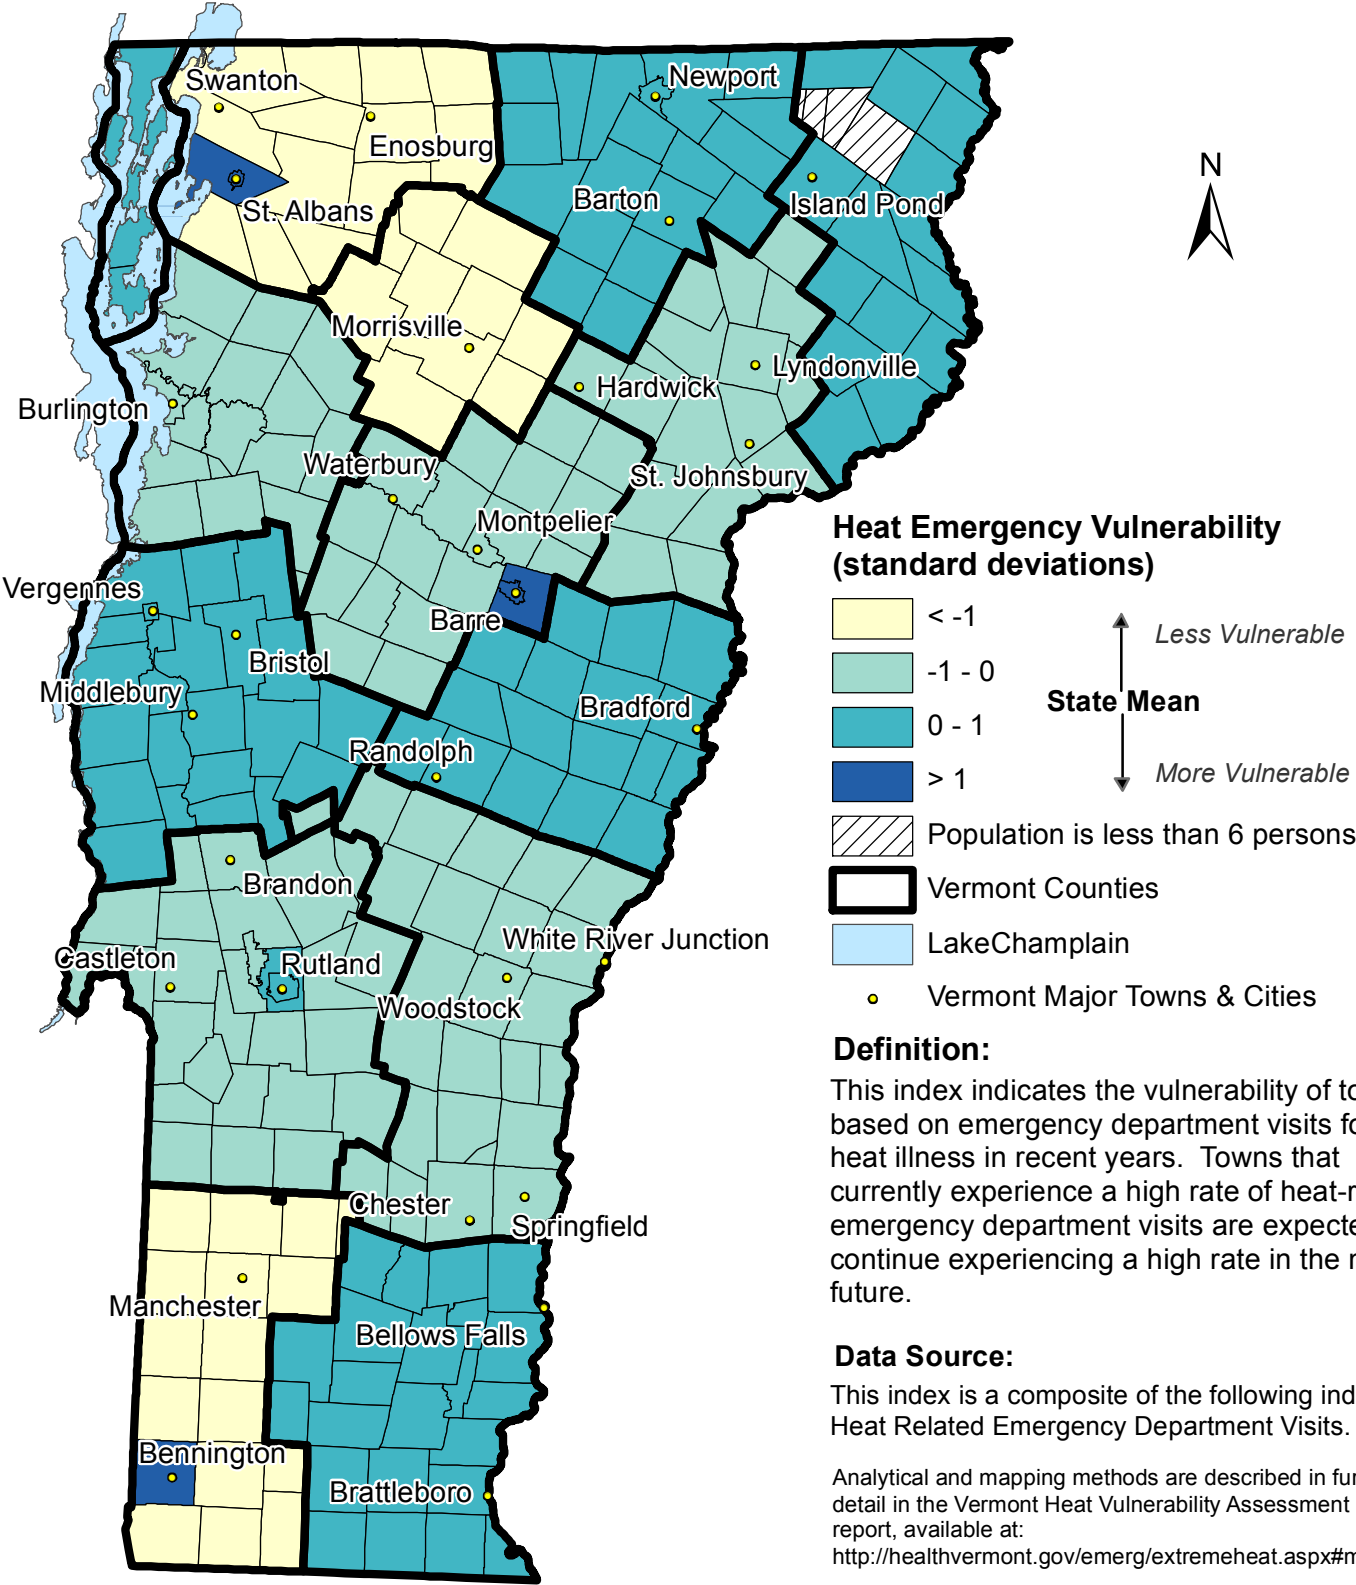 Swanton
Newport
Enosburg
N
St. Albans
Barton
Island Pond
Morrisville
Lyndonville
Hardwick
Burlington
Waterbury
St. Johnsbury
Montpelier
Vergennes
Barre
Bristol
Middlebury
Bradford
Randolph
Brandon
White River Junction
Castleton
Rutland
Woodstock
Chester
Springfield
Manchester
Bellows Falls
Bennington
Brattleboro
Heat Emergency Vulnerability
(standard deviations)
< -1
-1 - 0
0 - 1
> 1
Less Vulnerable
State Mean
More Vulnerable
Population is less than 6 persons
Vermont Counties
LakeChamplain
Vermont Major Towns & Cities
Definition:
This index indicates the vulnerability of
based on emergency department visits
heat illness in recent years.  Towns that
currently experience a high rate of
emergency department visits are
continue experiencing a high rate in the
future.
Data Source:
This index is a composite of the following
Heat Related Emergency Department Visits.
Analytical and mapping methods are described in
detail in the Vermont Heat Vulnerability Assessment
report, available at:
http://healthvermont.gov/emerg/extremeheat.aspx#m